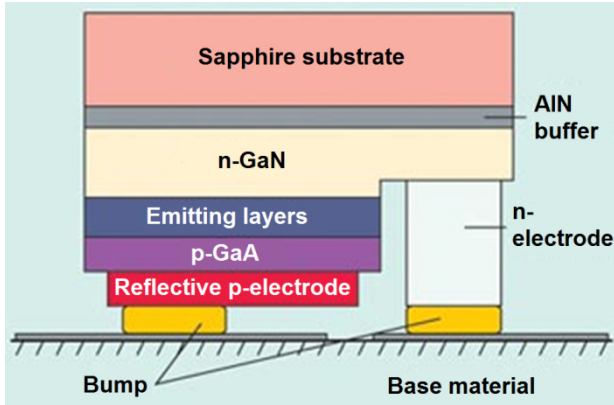 Sapphire substrate
AlN
buffer
n-GaN
n-
electrode
Emitting layers
p-GaA
Reflective p-electrode
Bump
Base material